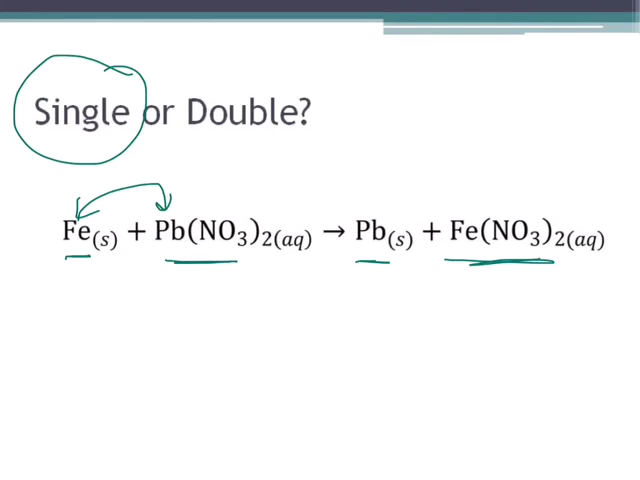 Single or Double?
Fe(s) + Pb(NO₃)₂(aq) → Pb(s) + Fe(NO₃)₂(aq)